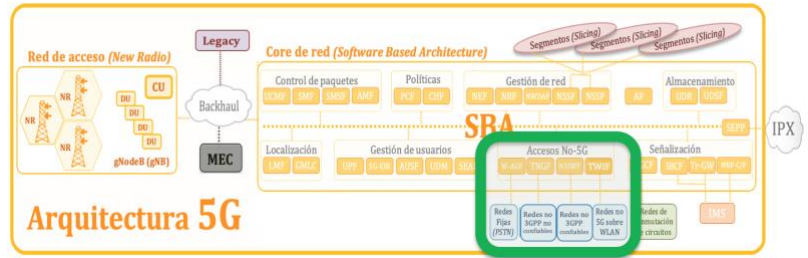 Red de acceso (New Radio)
Legacy
Core de red (Software Based Architecture)
Segmentos (Slicing)
Segmentos (Slicing)
Segmentos (Slicing)
Control de paquetes
UCMF SMF SMSF AMF
Políticas
PCF CHF
Gestión de red
NEF NRF NWDAF NSSF NSSF
AF
Almacenamiento
UDR UDSF
NR
NR
NR
CU
DU
DU
DU
DU
gNodeB (gNB)
Backhaul
MEC
SBA
SEPP
IPX
Localización
LMF GMLC
Gestión de usuarios
UPF AUSF UDM
Accesos No-5G
TNGF TWIF
Señalización
IMS
Redes
Fijas
(PSTN)
Redes no
3GPP no
confiables
Redes no
3GPP
confiables
Redes no
5G sobre
WLAN
Redes de
de circuitos
Arquitectura 5G